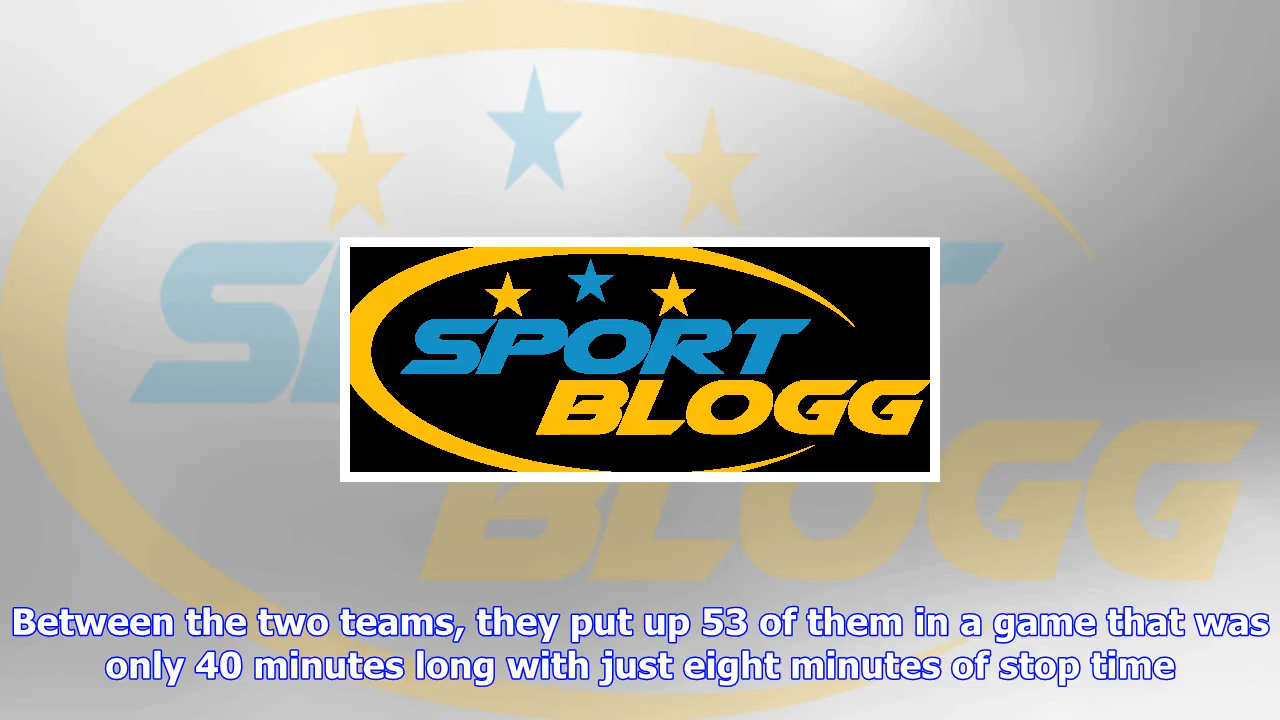 SPORT
BLOGG
Between the two teams, they put up 53 of them in a game that was
only 40 minutes long with just eight minutes of stop time